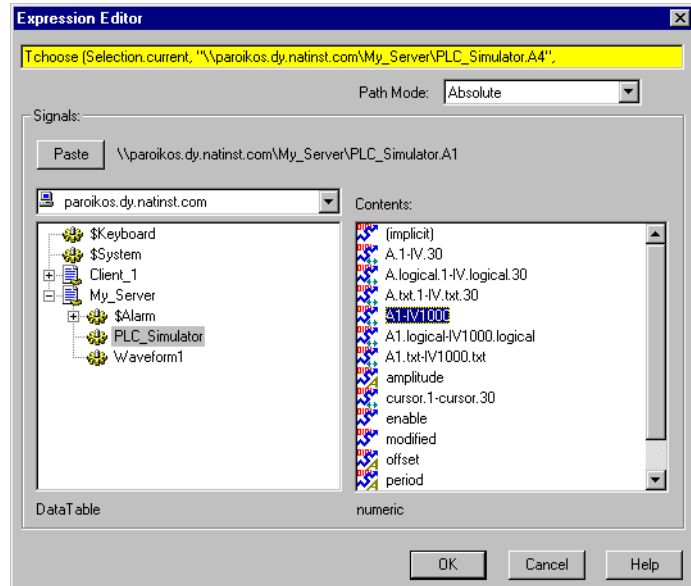 Expression Editor
Tchoose (Selection.current, "\\paroikos.dy.natinst.com\My_Server\PLC_Simulator.A4",
Path Mode: Absolute
Signals:
Paste \\paroikos.dy.natinst.com\My_Server\PLC_Simulator.A1
paroikos.dy.natinst.com
Contents:
$Keyboard
$System
Client_1
My_Server
$Alarm
PLC_Simulator
Waveform1
(implicit)
A.1-IV.30
A.logical.1-IV.logical.30
A.txt.1-IV.txt.30
A1-IV1000
A1.logical-IV1000.logical
A1.txt-IV1000.txt
amplitude
cursor.1-cursor.30
enable
modified
offset
period
DataTable
numeric
OK Cancel Help